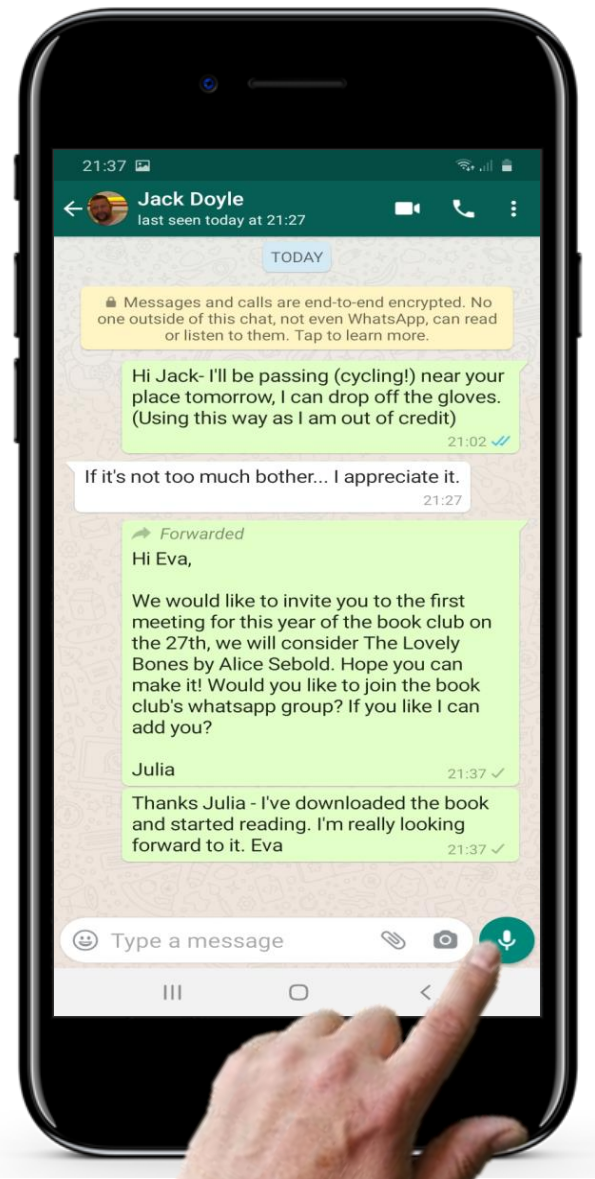 21:37
Jack Doyle
last seen today at 21:27
TODAY
Messages and calls are end-to-end encrypted. No
one outside of this chat, not even WhatsApp, can read
or listen to them. Tap to learn more.
Hi Jack- I'll be passing (cycling!) near your
place tomorrow, I can drop off the gloves.
(Using this way as I am out of credit)
21:02
If it's not too much bother... I appreciate it.
21:27
Forwarded
Hi Eva,
We would like to invite you to the first
meeting for this year of the book club on
the 27th, we will consider The Lovely
Bones by Alice Sebold. Hope you can
make it! Would you like to join the book
club's whatsapp group? If you like I can
add you?
Julia
21:37
Thanks Julia - I've downloaded the book
and started reading. I'm really looking
forward to it. Eva
21:37
Type a message